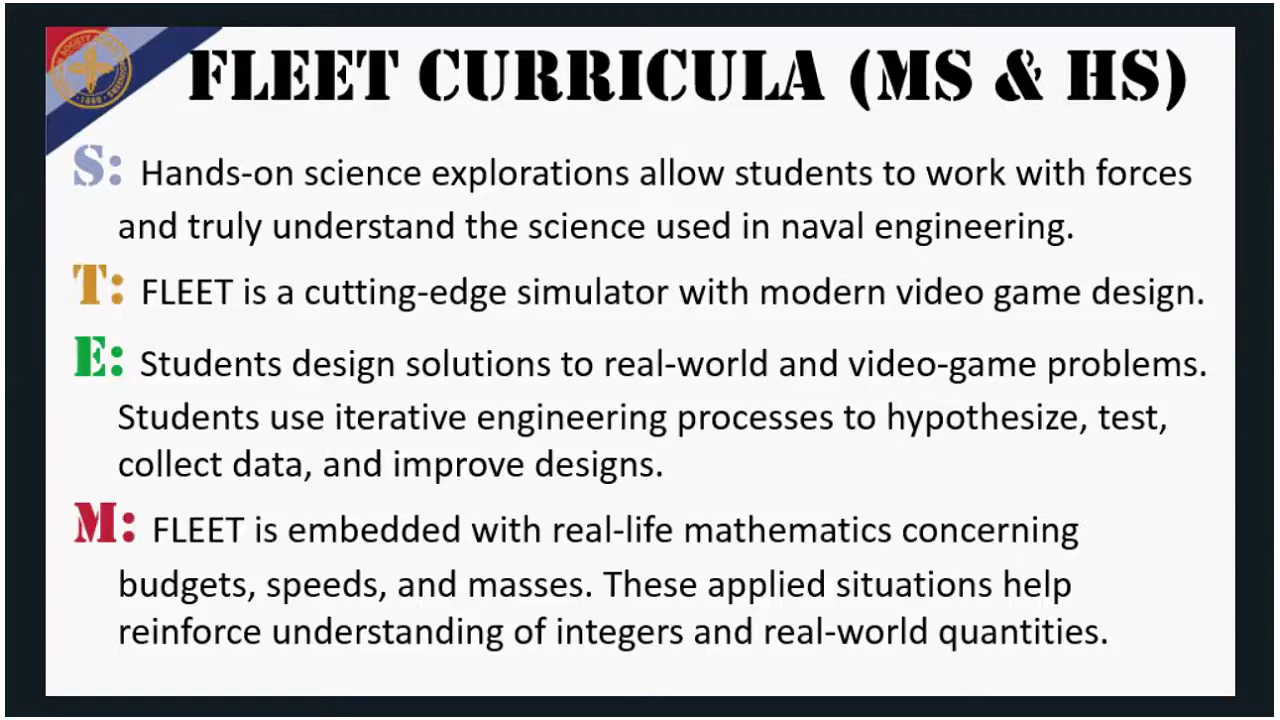 FLEET CURRICULA (MS & HS)
S: Hands-on science explorations allow students to work with forces
and truly understand the science used in naval engineering.
T: FLEET is a cutting-edge simulator with modern video game design.
E: Students design solutions to real-world and video-game problems.
Students use iterative engineering processes to hypothesize, test,
collect data, and improve designs.
M: FLEET is embedded with real-life mathematics concerning
budgets, speeds, and masses. These applied situations help
reinforce understanding of integers and real-world quantities.